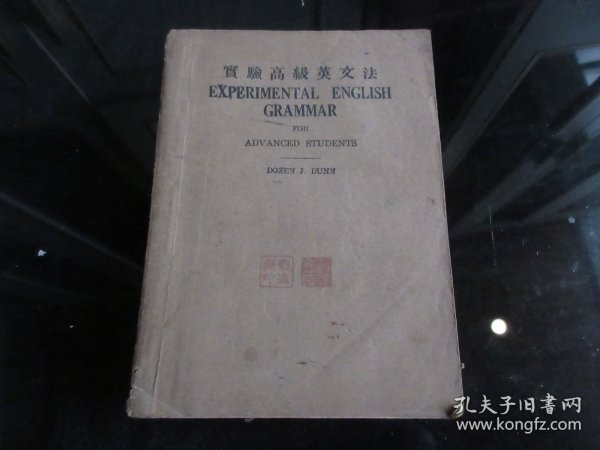 實驗高級英文法
EXPERIMENTAL ENGLISH
GRAMMAR
FOR
ADVANCED STUDENTS
DOZEN J. DUNN
孔夫子旧書网
www.kongfz.com